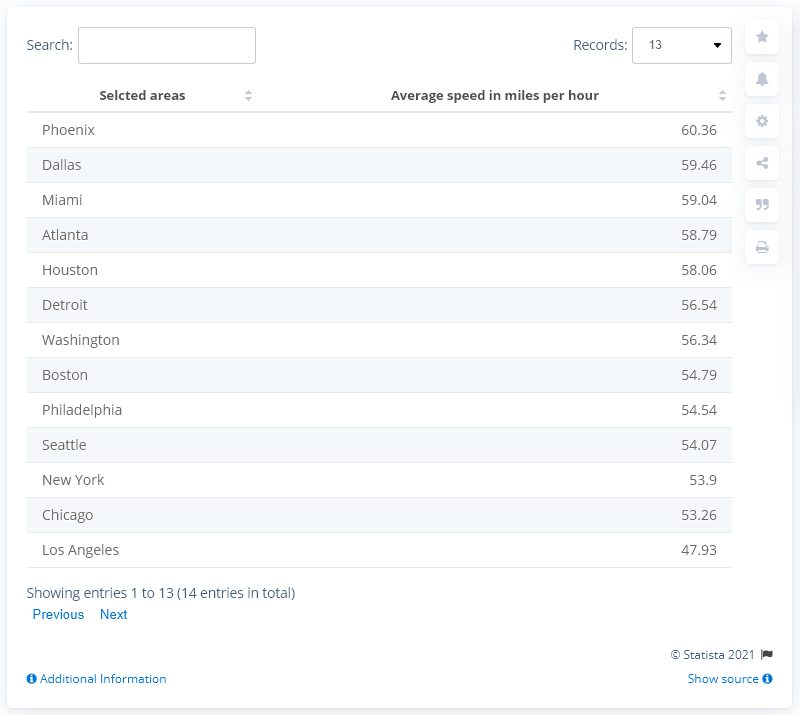 Search:
Records: 13
Selcted areas Average speed in miles per hour
Phoenix 60.36
Dallas 59.46
Miami 59.04
Atlanta 58.79
Houston 58.06
Detroit 56.54
Washington 56.34
Boston 54.79
Philadelphia 54.54
Seattle 54.07
New York 53.9
Chicago 53.26
Los Angeles 47.93
Showing entries 1 to 13 (14 entries in total)
Previous Next
© Statista 2021
Additional Information Show source